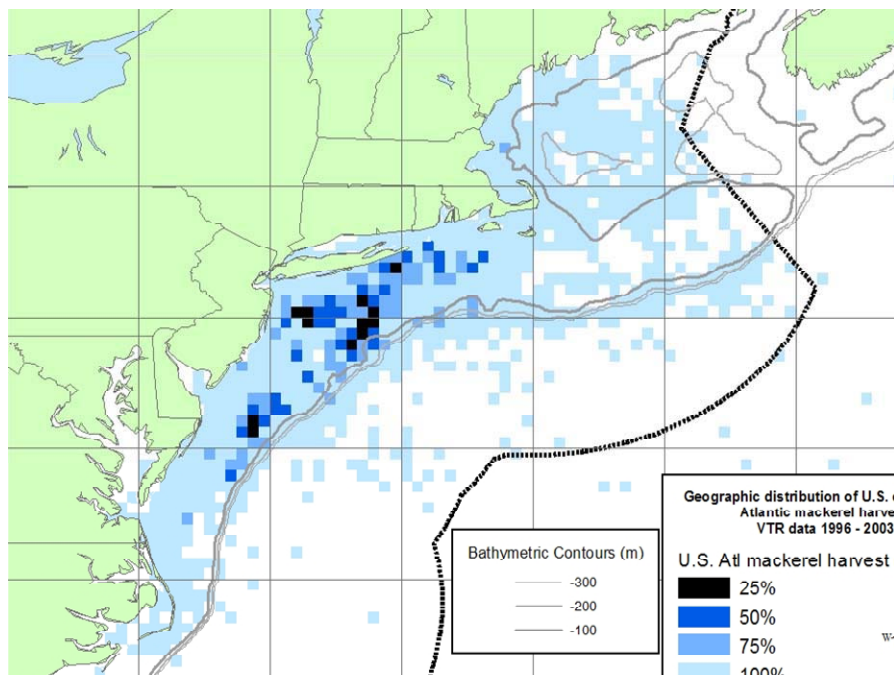 Geographic distribution of U.S.
Atlantic mackerel
VTR data 1996 - 2003
Bathymetric Contours (m)
-300
-200
-100
U.S. Atl mackerel harvest
25%
50%
75%
100%